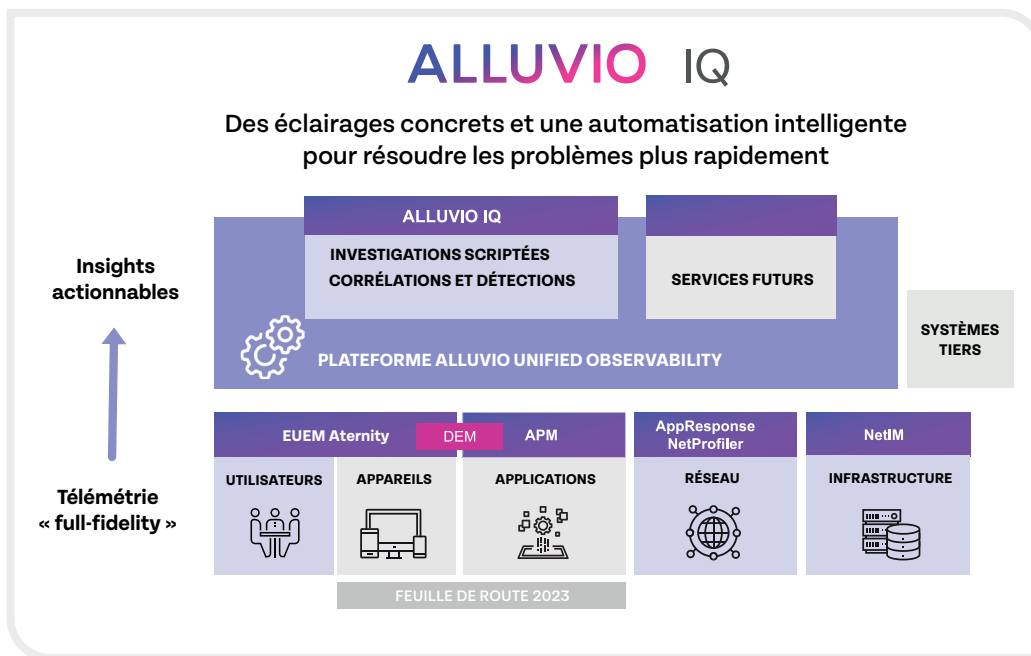 ALLUVIO IQ
Des éclairages concrets et une automatisation intelligente
pour résoudre les problèmes plus rapidement
Insights
actionnables
ALLUVIO IQ
INVESTIGATIONS SCRIPTÉES
CORRÉLATIONS ET DÉTECTIONS
SERVICES FUTURS
PLATEFORME ALLUVIO UNIFIED OBSERVABILITY
SYSTÈMES
TIERS
Télémétrie
« full-fidelity »
EUEM Aternity
DEM
APM
AppResponse
NetProfiler
NetIM
UTILISATEURS
APPAREILS
APPLICATIONS
RÉSEAU
INFRASTRUCTURE
FEUILLE DE ROUTE 2023